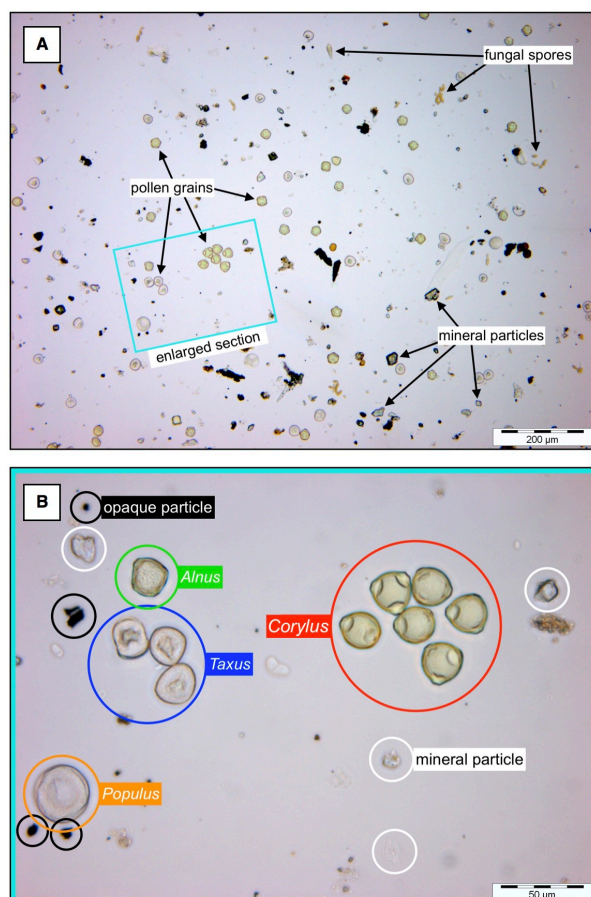 A
fungal spores
pollen grains
enlarged section
mineral particles
200 µm
B
opaque particle
Alnus
Corylus
Taxus
mineral particle
Populus
50 µm